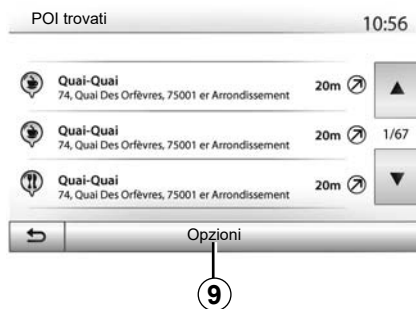 POI trovati
10:56
Quai-Quai
74, Quai Des Orfèvres, 75001 er Arrondissement
20m
Quai-Quai
74, Quai Des Orfèvres, 75001 er Arrondissement
20m
1/67
Quai-Quai
74, Quai Des Orfèvres, 75001 er Arrondissement
20m
Opzioni
9